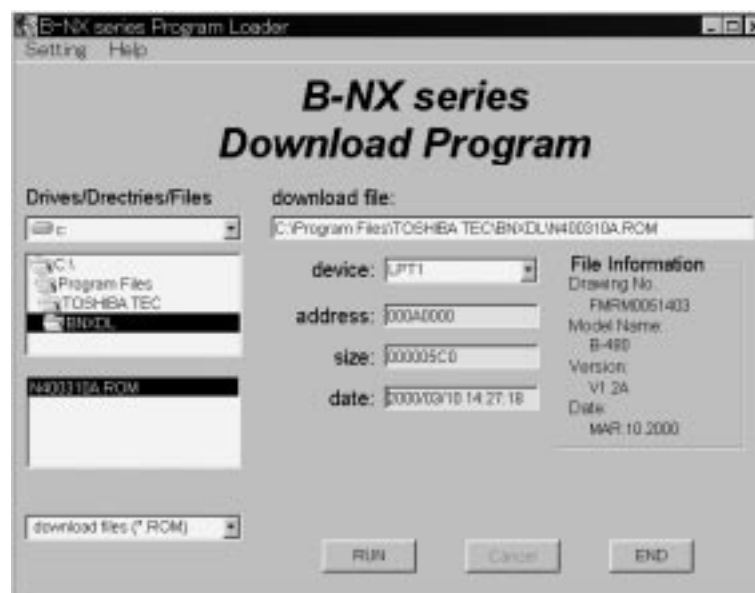 B-NX series Program Loader
Setting Help
B-NX series
Download Program
Drives/Drectries/Files
c:
C:\
Program Files
TOSHIBA TEC
BNXDL
N400310A.ROM
download files (*.ROM)
download file:
C:\Program Files\TOSHIBA TEC\BNXDL\N400310A.ROM
device: LPT1
address: 000A0000
size: 000005C0
date: 2000/03/10 14:27:18
File Information
Drawing No.
FMRM0051403
Model Name:
B-480
Version:
V1.2A
Date:
MAR.10.2000
RUN Cancel END